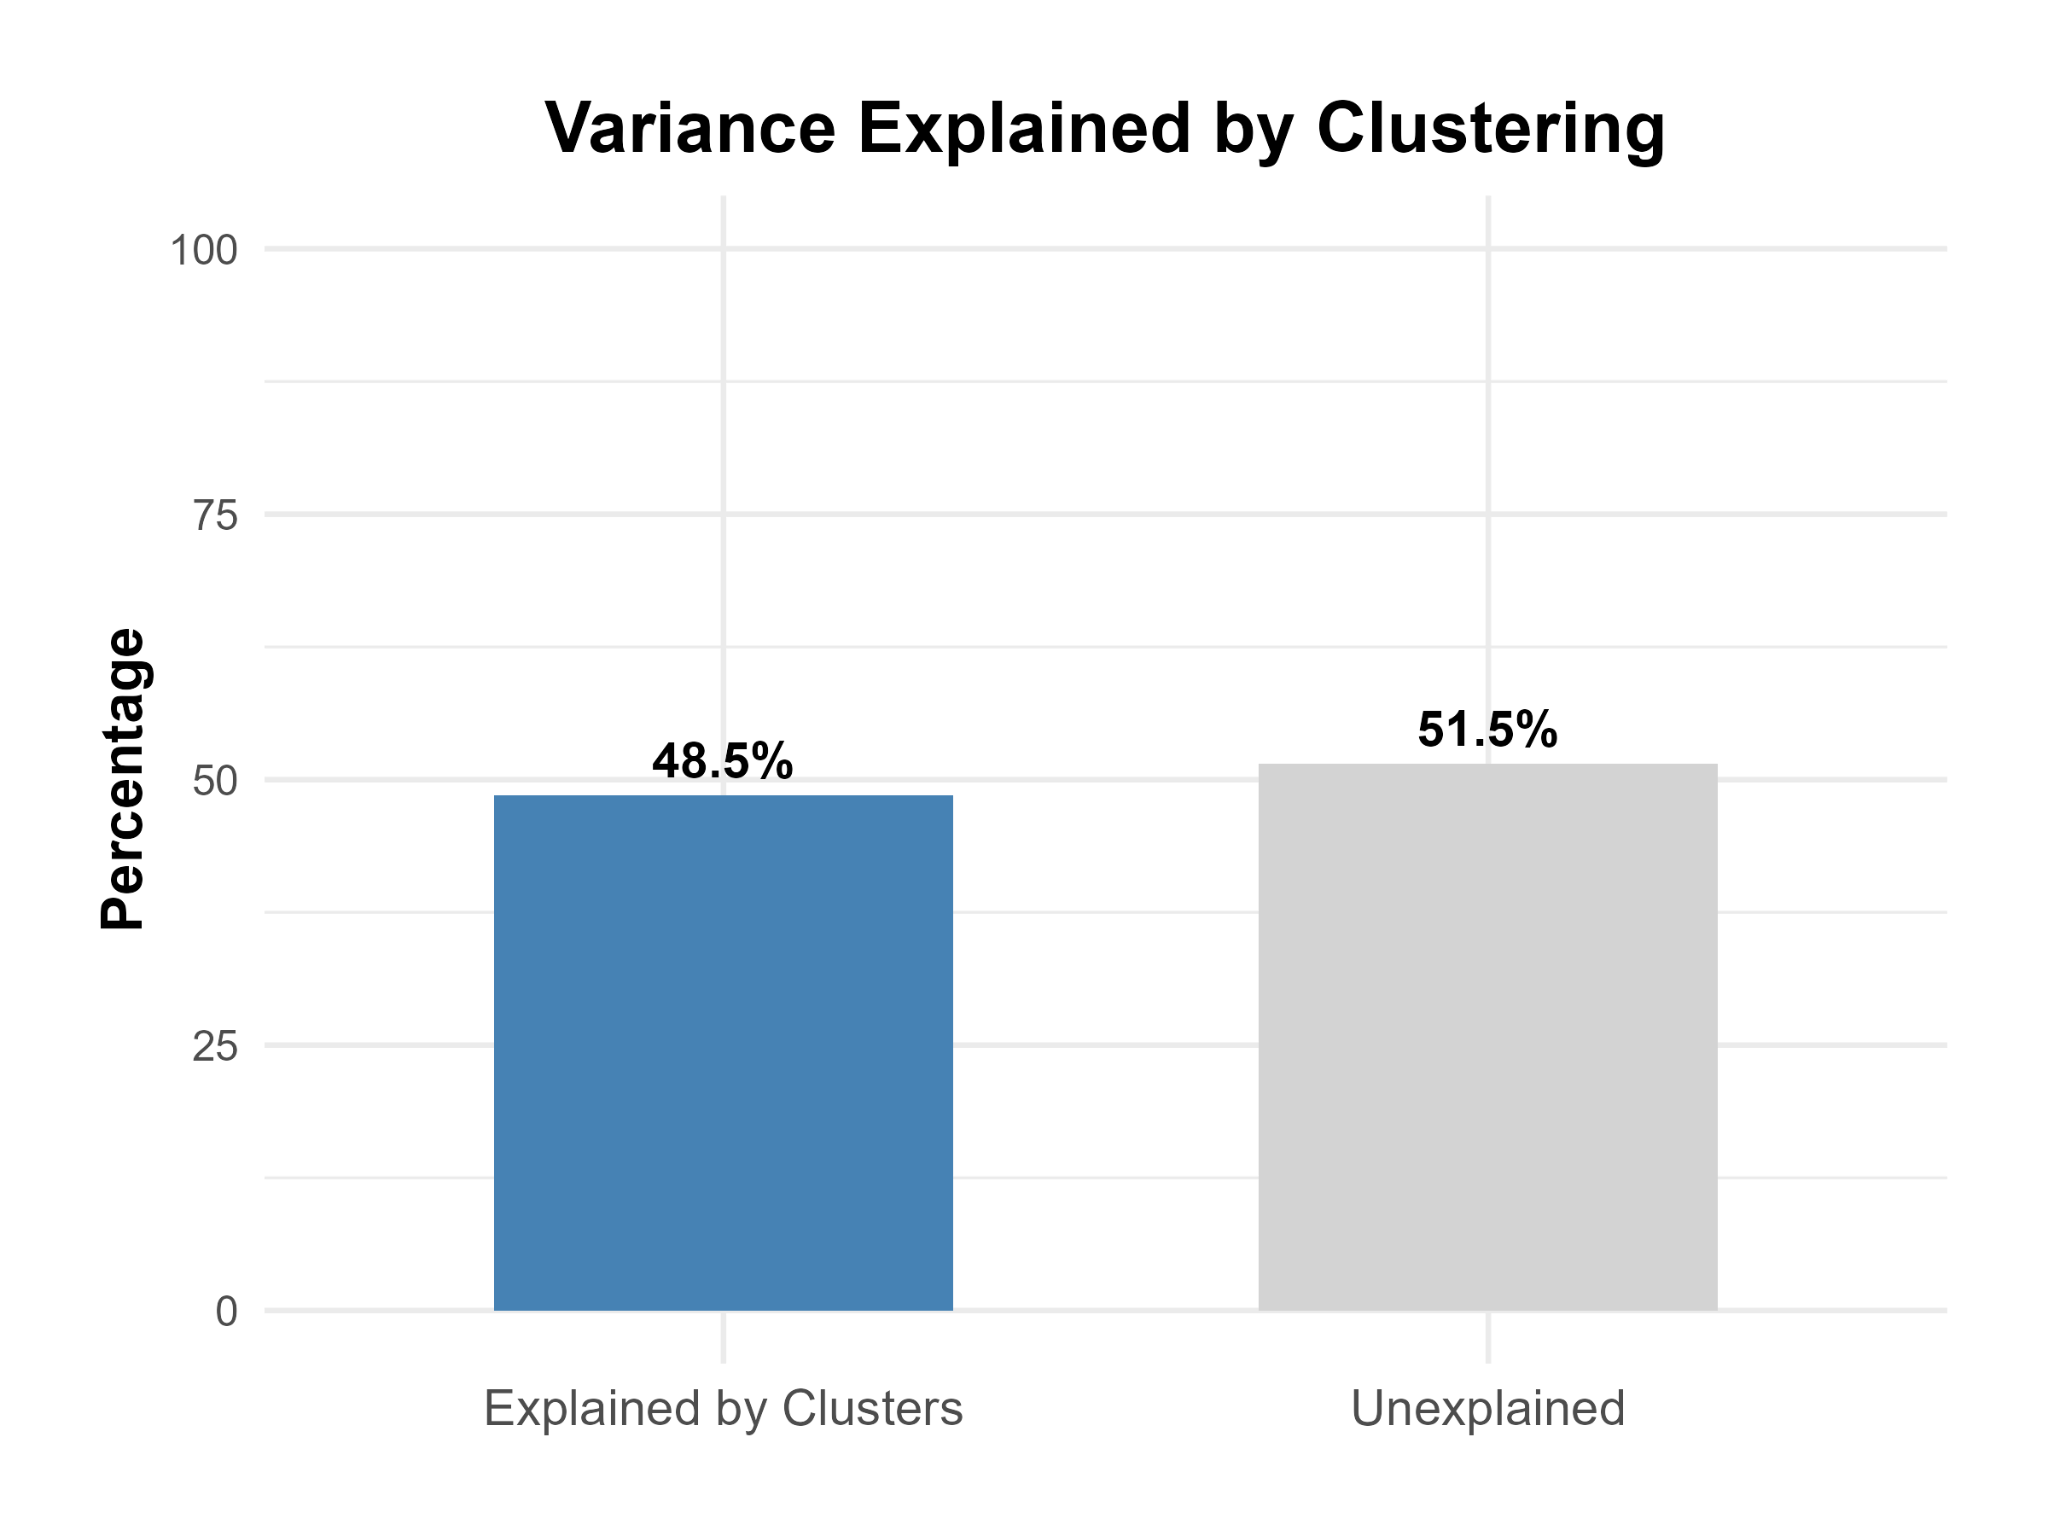 Variance Explained by Clustering
Percentage
100
75
50
25
0
48.5%
51.5%
Explained by Clusters
Unexplained